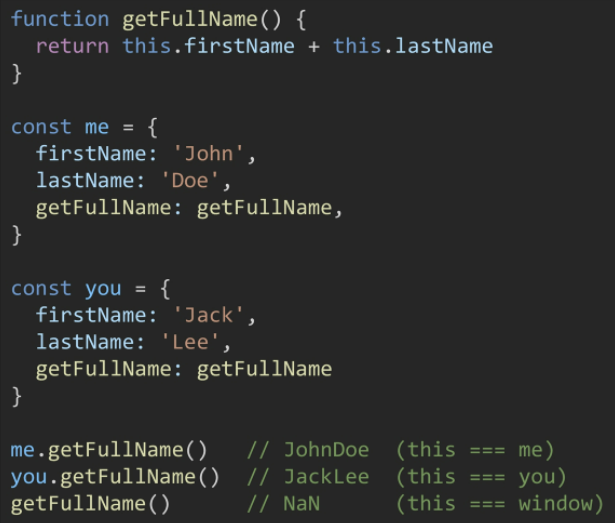 function getFullName() {
  return this.firstName + this.lastName
}

const me = {
  firstName: 'John',
  lastName: 'Doe',
  getFullName: getFullName,
}

const you = {
  firstName: 'Jack',
  lastName: 'Lee',
  getFullName: getFullName
}

me.getFullName()   // JohnDoe  (this === me)
you.getFullName()  // JackLee  (this === you)
getFullName()      // NaN      (this === window)